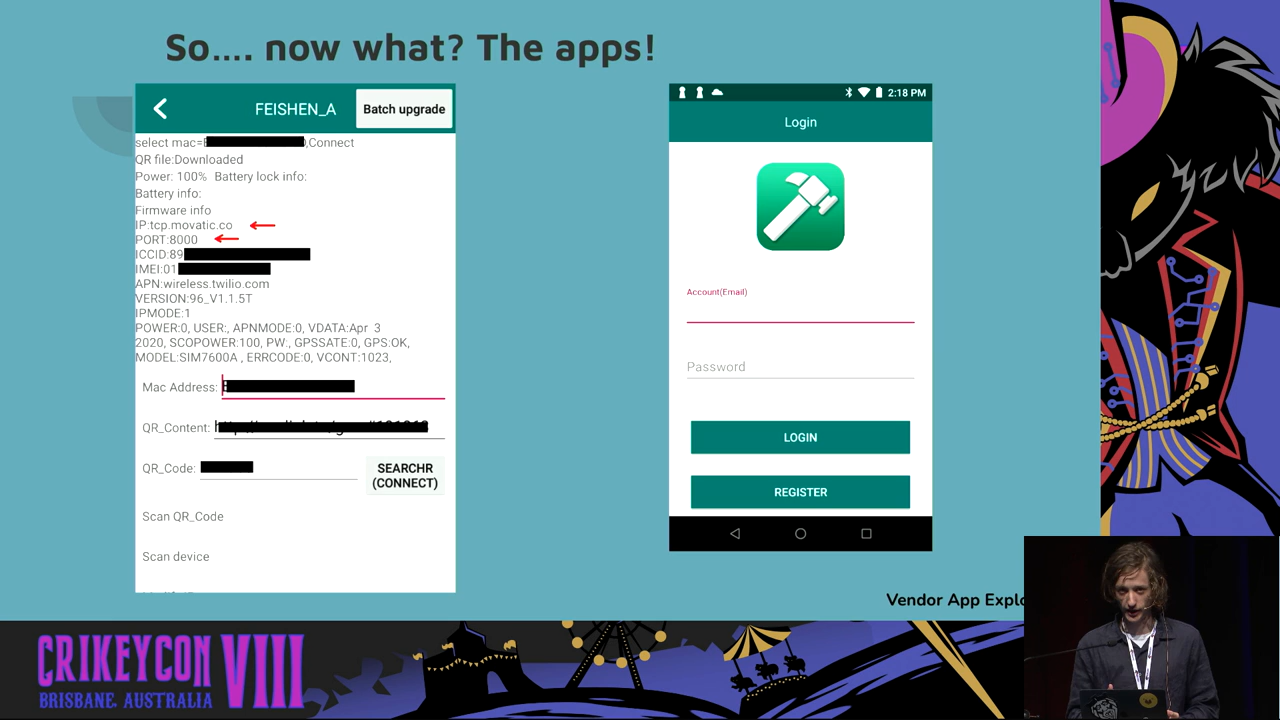 So.... now what? The apps!
FEISHEN_A
Batch upgrade
select mac= ,Connect
QR file:Downloaded
Power: 100% Battery lock info:
Battery info:
Firmware info
IP:tcp.movatic.co
PORT:8000
ICCID:89
IMEI:01
APN:wireless.twilio.com
VERSION:96_V1.1.5T
IPMODE:1
POWER:0, USER:, APNMODE:0, VDATA:Apr 3
2020, SCOPOWER:100, PW:, GPSSATE:0, GPS:OK,
MODEL:SIM7600A , ERRCODE:0, VCONT:1023,
Mac Address:
QR_Content:
QR_Code:
SEARCHR
(CONNECT)
Scan QR_Code
Scan device
2:18 PM
Login
Account(Email)
Password
LOGIN
REGISTER
Vendor App Explo
CRIKEYCON VIII
BRISBANE, AUSTRALIA